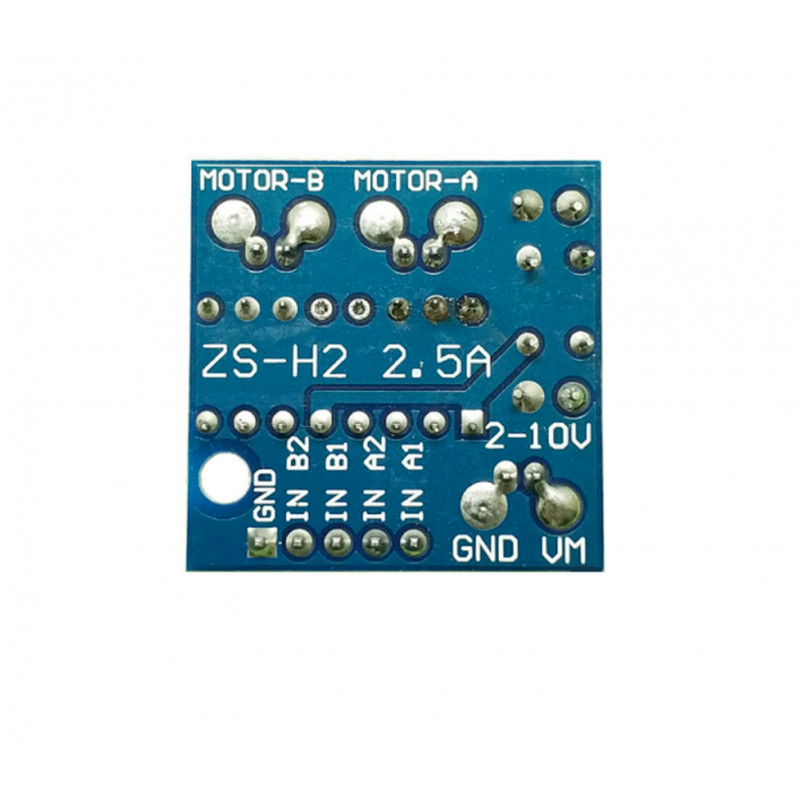 MOTOR-B MOTOR-A
ZS-H2 2.5A
2-10V
GND
IN B2
IN B1
IN A2
IN A1
GND VM